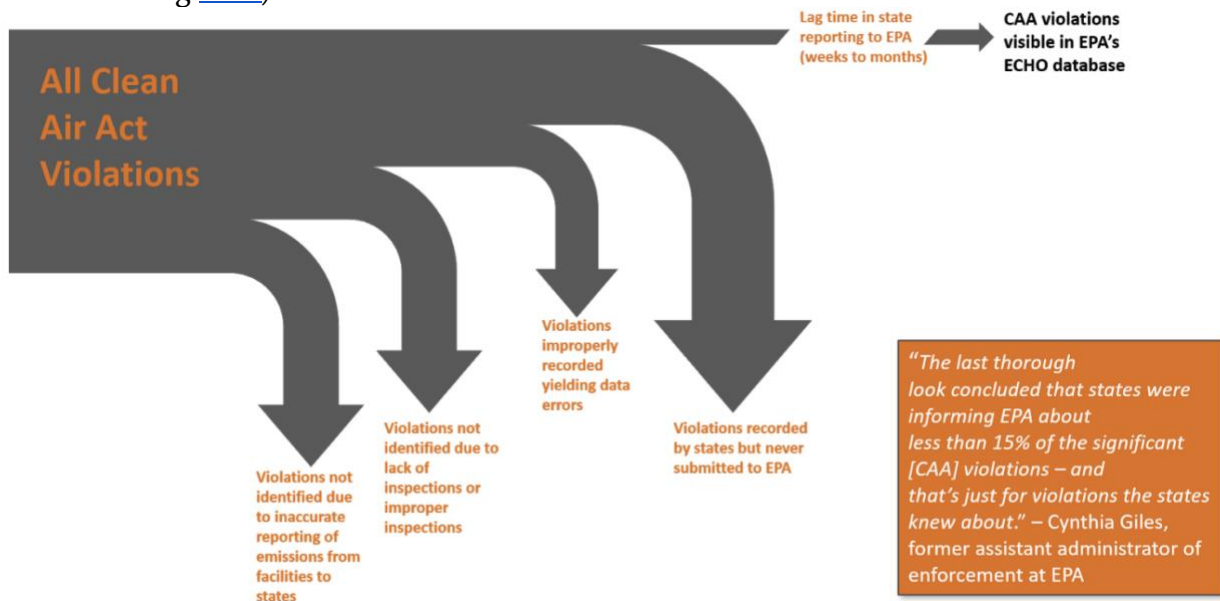 All Clean
Air Act
Violations
Lag time in state
reporting to EPA
(weeks to months)
CAA violations
visible in EPA's
ECHO database
Violations not
identified due
to inaccurate
reporting of
emissions from
facilities to
states
Violations not
identified due to
lack of
inspections or
improper
inspections
Violations
improperly
recorded
yielding data
errors
Violations recorded
by states but never
submitted to EPA
“The last thorough
look concluded that states were
informing EPA about
less than 15% of the significant
[CAA] violations – and
that’s just for violations the states
knew about.” – Cynthia Giles,
former assistant administrator of
enforcement at EPA